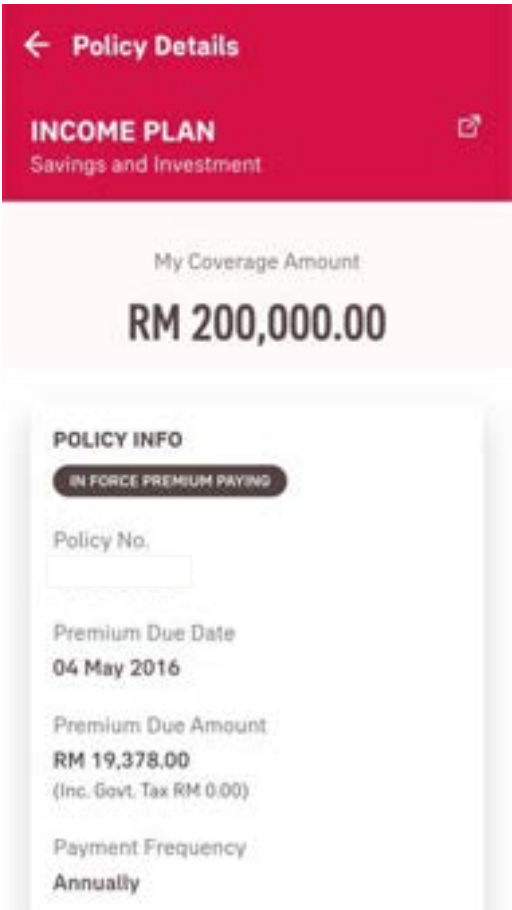 Policy Details
INCOME PLAN
Savings and Investment
My Coverage Amount
RM 200,000.00
POLICY INFO
IN FORCE PREMIUM PAYING
Policy No.
Premium Due Date
04 May 2016
Premium Due Amount
RM 19,378.00
(Inc. Govt. Tax RM 0.00)
Payment Frequency
Annually